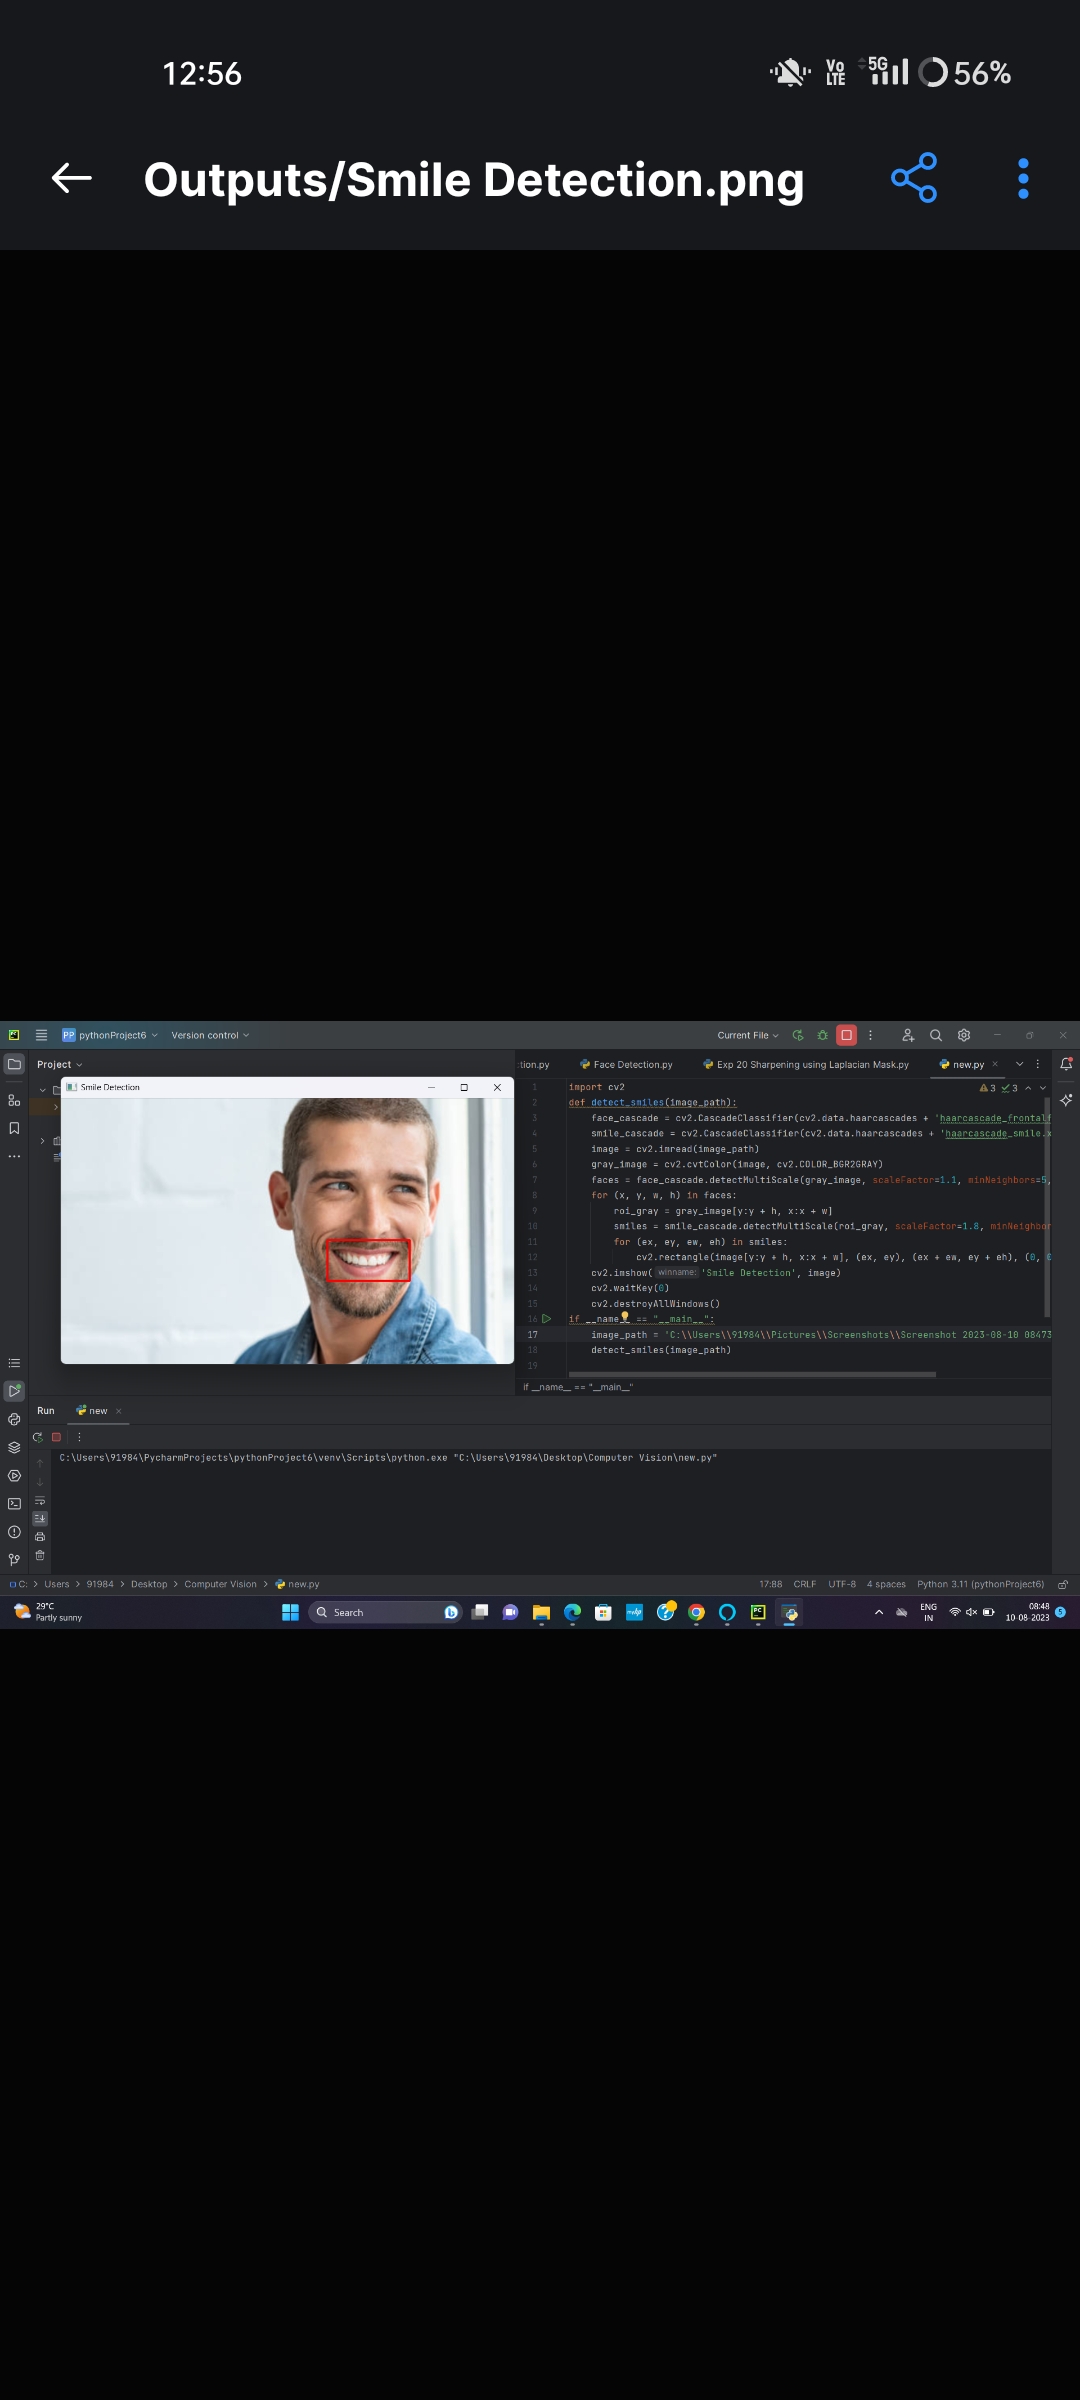 12:56
Vo LTE 5G 56%
Outputs/Smile Detection.png
PP pythonProject6 Version control Current File
Project
tion.py Face Detection.py Exp 20 Sharpening using Laplacian Mask.py new.py
Smile Detection
3 3
1 import cv2
2 def detect_smiles(image_path):
3 face_cascade = cv2.CascadeClassifier(cv2.data.haarcascades + 'haarcascade_frontalf
4 smile_cascade = cv2.CascadeClassifier(cv2.data.haarcascades + 'haarcascade_smile.x
5 image = cv2.imread(image_path)
6 gray_image = cv2.cvtColor(image, cv2.COLOR_BGR2GRAY)
7 faces = face_cascade.detectMultiScale(gray_image, scaleFactor=1.1, minNeighbors=5,
8 for (x, y, w, h) in faces:
9 roi_gray = gray_image[y:y + h, x:x + w]
10 smiles = smile_cascade.detectMultiScale(roi_gray, scaleFactor=1.8, minNeighbor
11 for (ex, ey, ew, eh) in smiles:
12 cv2.rectangle(image[y:y + h, x:x + w], (ex, ey), (ex + ew, ey + eh), (0, 0
13 cv2.imshow( winname: 'Smile Detection', image)
14 cv2.waitKey(0)
15 cv2.destroyAllWindows()
16 if __name__ == "__main__":
17 image_path = 'C:\\Users\\91984\\Pictures\\Screenshots\\Screenshot 2023-08-10 08473
18 detect_smiles(image_path)
19
if __name__ == "__main__"
Run new
C:\Users\91984\PycharmProjects\pythonProject6\venv\Scripts\python.exe "C:\Users\91984\Desktop\Computer Vision\new.py"
C: > Users > 91984 > Desktop > Computer Vision > new.py 17:88 CRLF UTF-8 4 spaces Python 3.11 (pythonProject6)
29°C
Partly sunny
Search
ENG
IN
08:48
10-08-2023
5